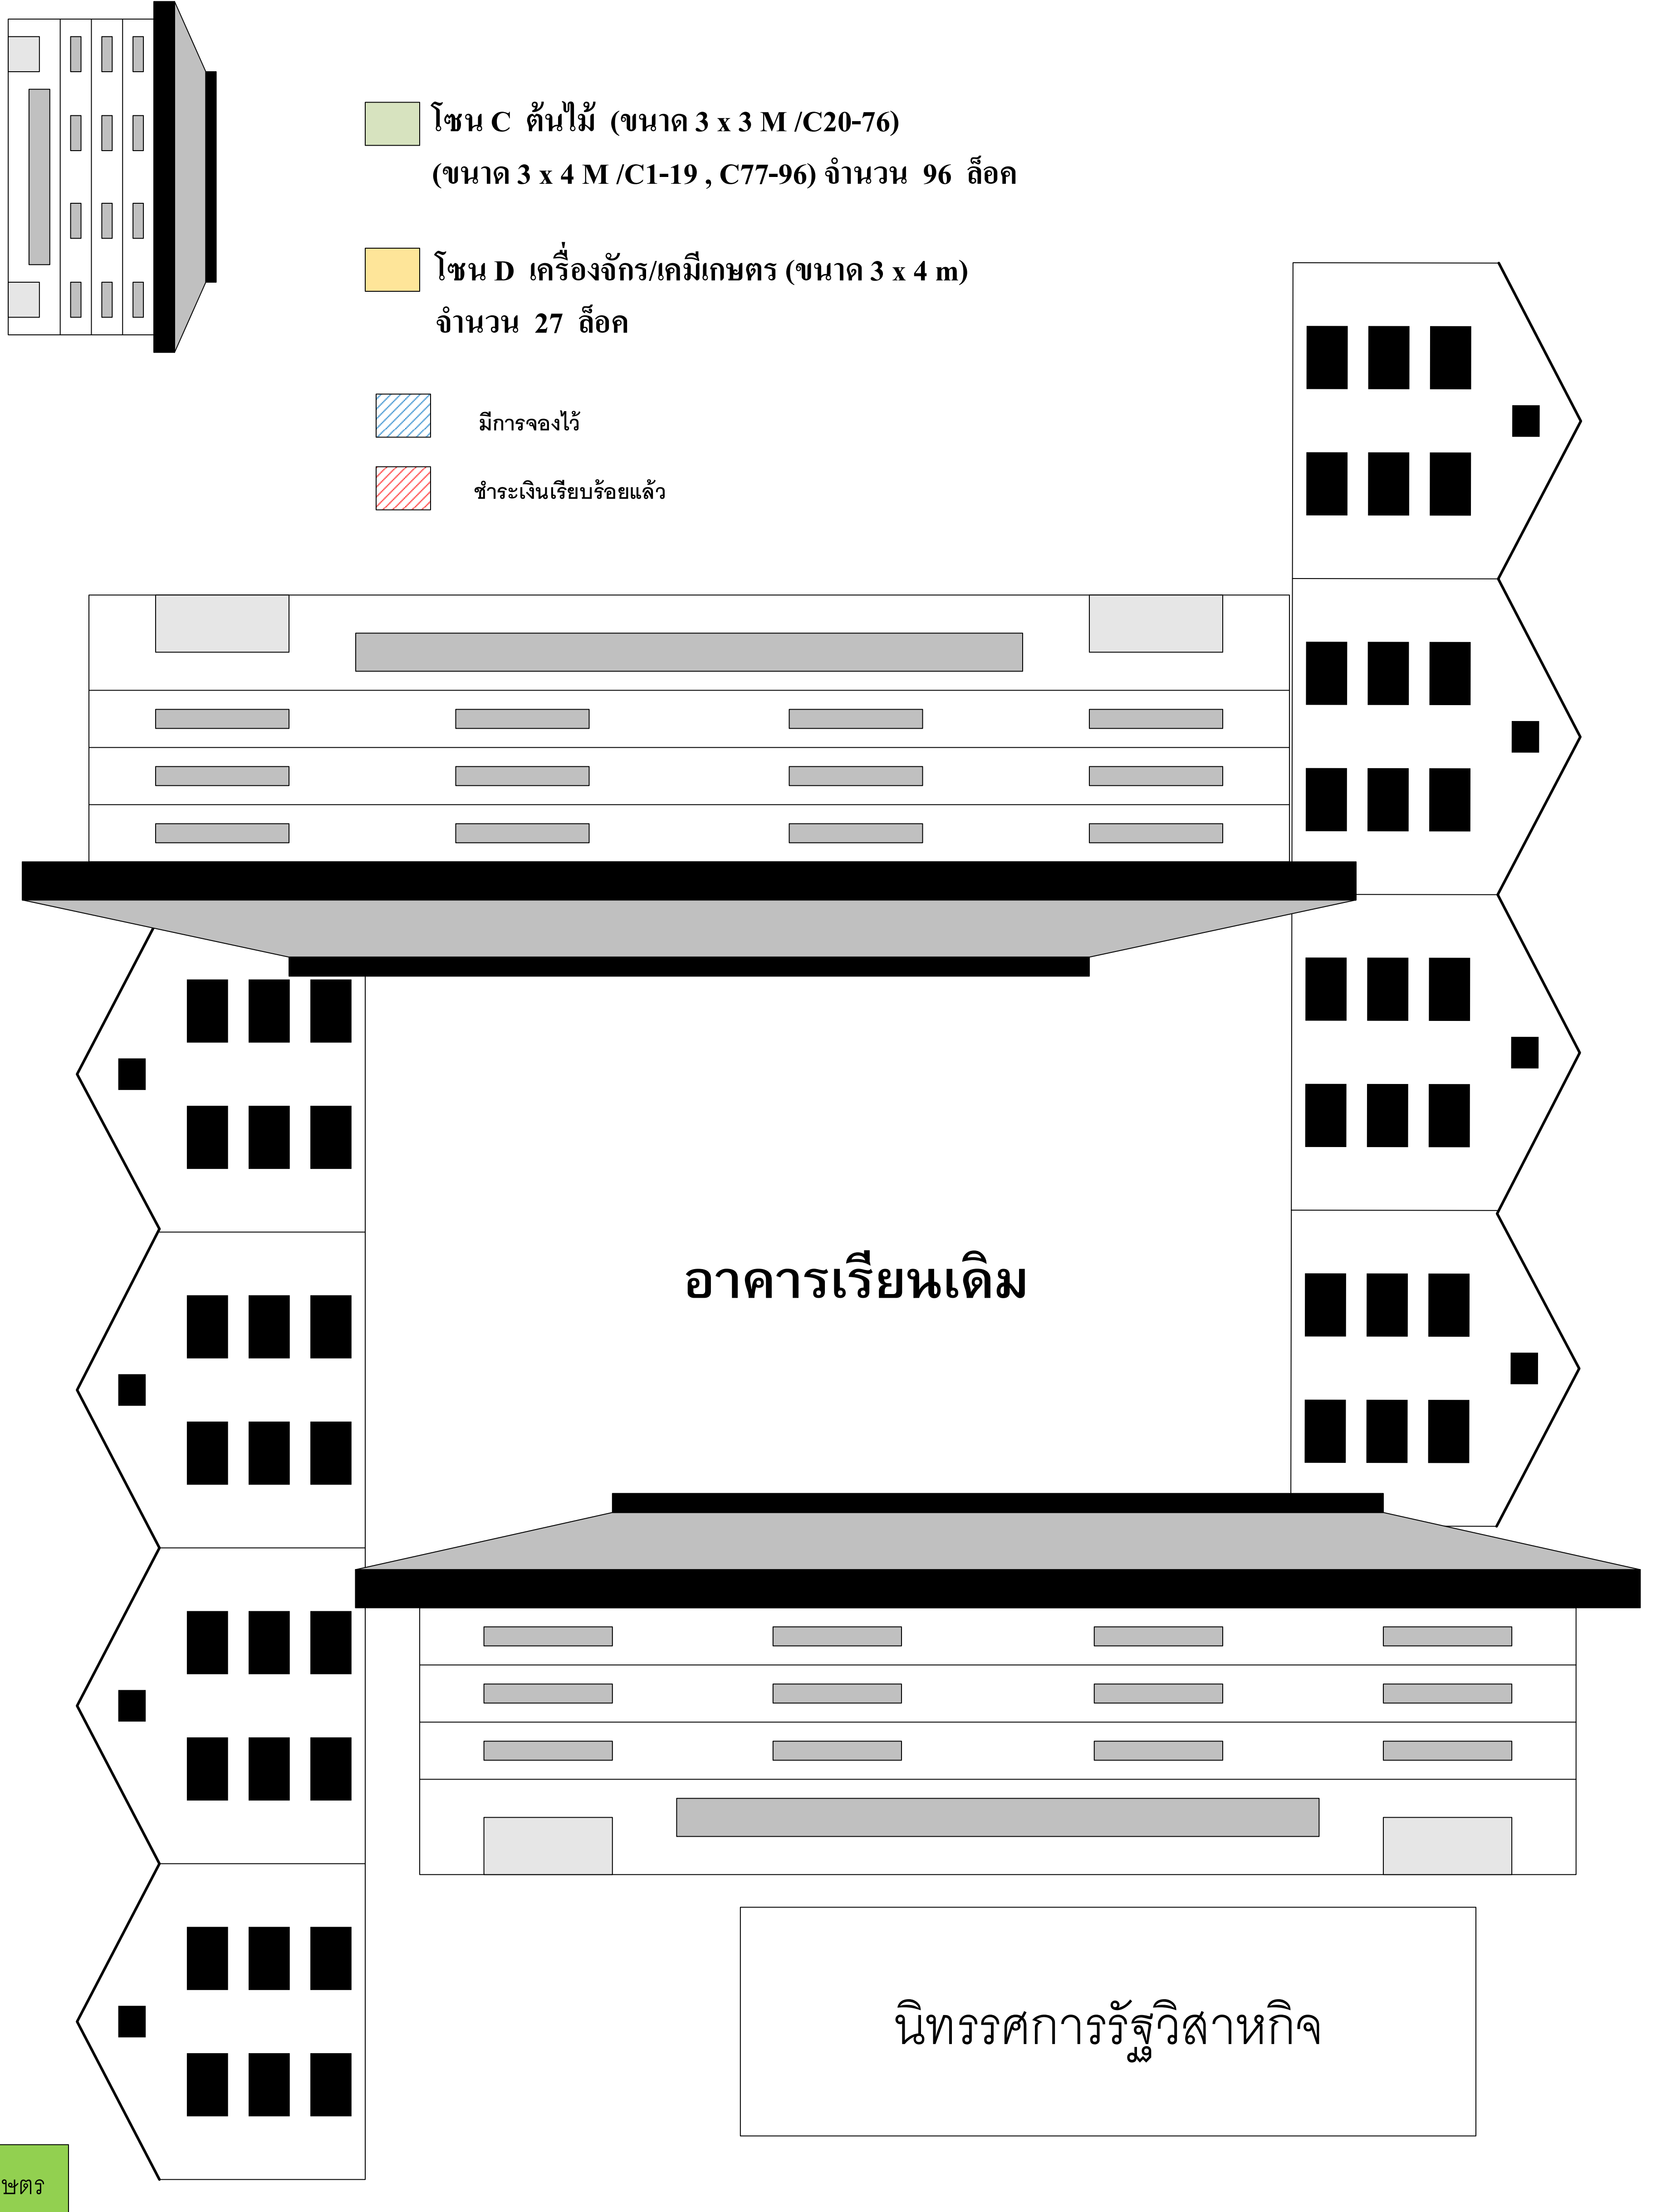 โซน C ต้นไม้ (ขนาด 3 x 3 M /C20-76)
(ขนาด 3 x 4 M /C1-19 , C77-96) จำนวน 96 ล็อค
โซน D เครื่องจักร/เคมีเกษตร (ขนาด 3 x 4 m)
จำนวน 27 ล็อค
มีการจองไว้
ชำระเงินเรียบร้อยแล้ว
อาคารเรียนเดิม
นิทรรศการรัฐวิสาหกิจ
ษตร